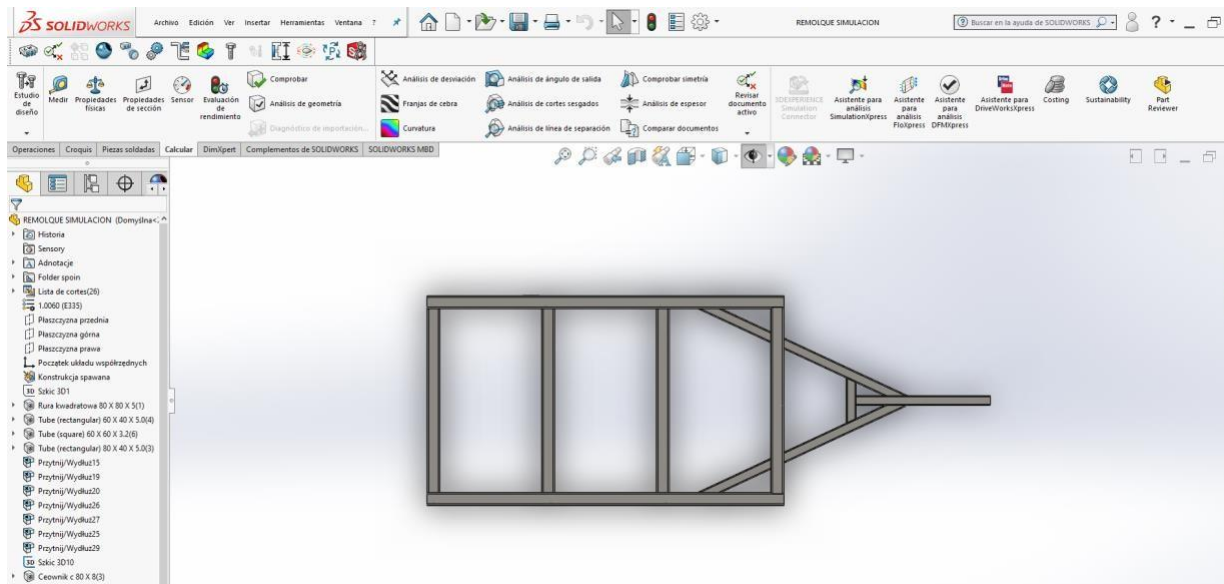 SOLIDWORKS
Archivo Edición Ver Insertar Herramientas Ventana ?
REMOLQUE SIMULACION
Buscar en la ayuda de SOLIDWORKS
?
Estudio de diseño
Medir
Propiedades físicas
Propiedades de sección
Sensor
Evaluación de rendimiento
Comprobar
Análisis de geometría
Diagnóstico de importación...
Análisis de desviación
Franjas de cebra
Curvatura
Análisis de ángulo de salida
Análisis de cortes sesgados
Análisis de línea de separación
Comprobar simetría
Análisis de espesor
Comparar documentos
Revisar documento activo
3DEXPERIENCE Simulation Connector
Asistente para análisis SimulationXpress
Asistente para análisis FloXpress
Asistente para análisis DFMXpress
Asistente para DriveWorksXpress
Costing
Sustainability
Part Reviewer
Operaciones Croquis Piezas soldadas Calcular DimXpert Complementos de SOLIDWORKS SOLIDWORKS MBD
REMOLQUE SIMULACION (Domyślna<
Historia
Sensory
Adnotacje
Folder spoin
Lista de cortes(26)
1.0060 (E335)
Płaszczyzna przednia
Płaszczyzna górna
Płaszczyzna prawa
Początek układu współrzędnych
Konstrukcja spawana
3D Szkic 3D1
Rura kwadratowa 80 X 80 X 5(1)
Tube (rectangular) 60 X 40 X 5.0(4)
Tube (square) 60 X 60 X 3.2(6)
Tube (rectangular) 80 X 40 X 5.0(3)
Przytnij/Wydłuż15
Przytnij/Wydłuż19
Przytnij/Wydłuż20
Przytnij/Wydłuż26
Przytnij/Wydłuż27
Przytnij/Wydłuż25
Przytnij/Wydłuż29
3D Szkic 3D10
Ceownik c 80 X 8(3)